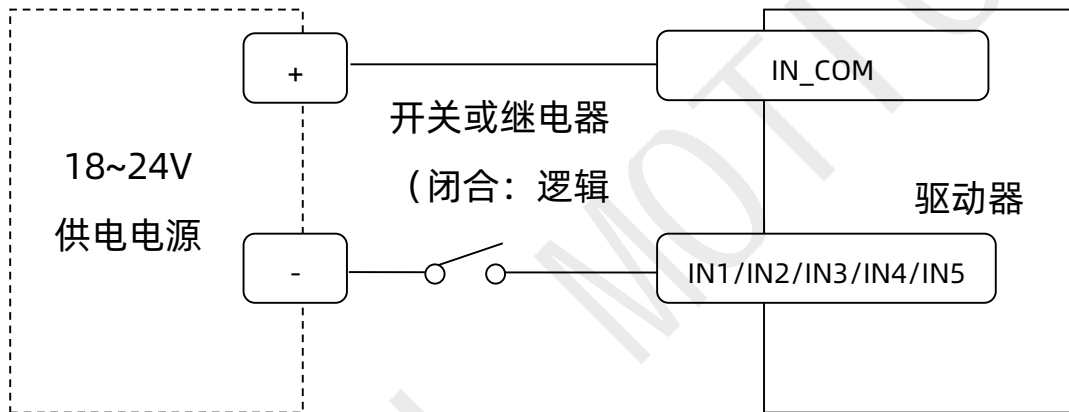 +
IN_COM
开关或继电器
(闭合：逻辑
18~24V
供电电源
驱动器
-
IN1/IN2/IN3/IN4/IN5
MOTI